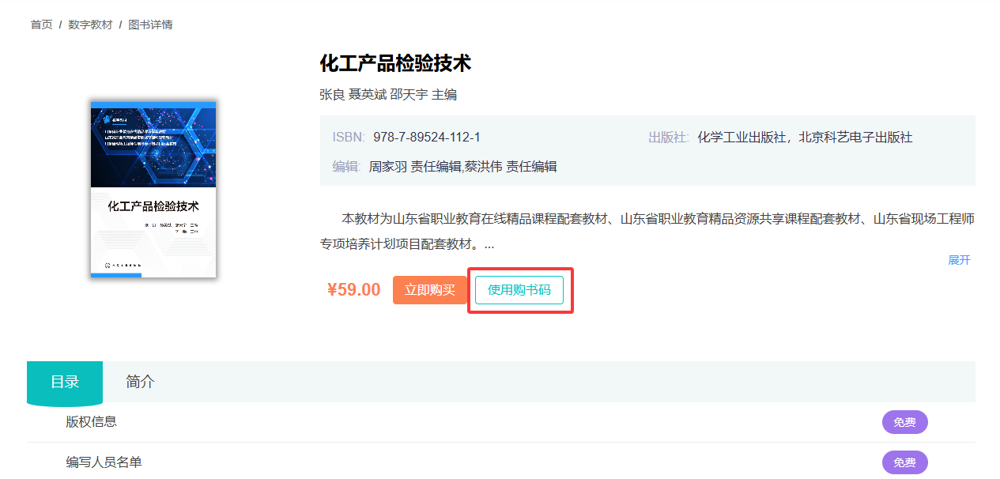 首页 / 数字教材 / 图书详情
化工产品检验技术
张良 聂英斌 邵天宇 主编
化工产品检验技术
ISBN: 978-7-89524-112-1
出版社: 化学工业出版社，北京科艺电子出版社
编辑: 周家羽 责任编辑,蔡洪伟 责任编辑
本教材为山东省职业教育在线精品课程配套教材、山东省职业教育精品资源共享课程配套教材、山东省现场工程师
专项培养计划项目配套教材。...
展开
¥59.00 立即购买 使用购书码
目录 简介
版权信息 免费
编写人员名单 免费